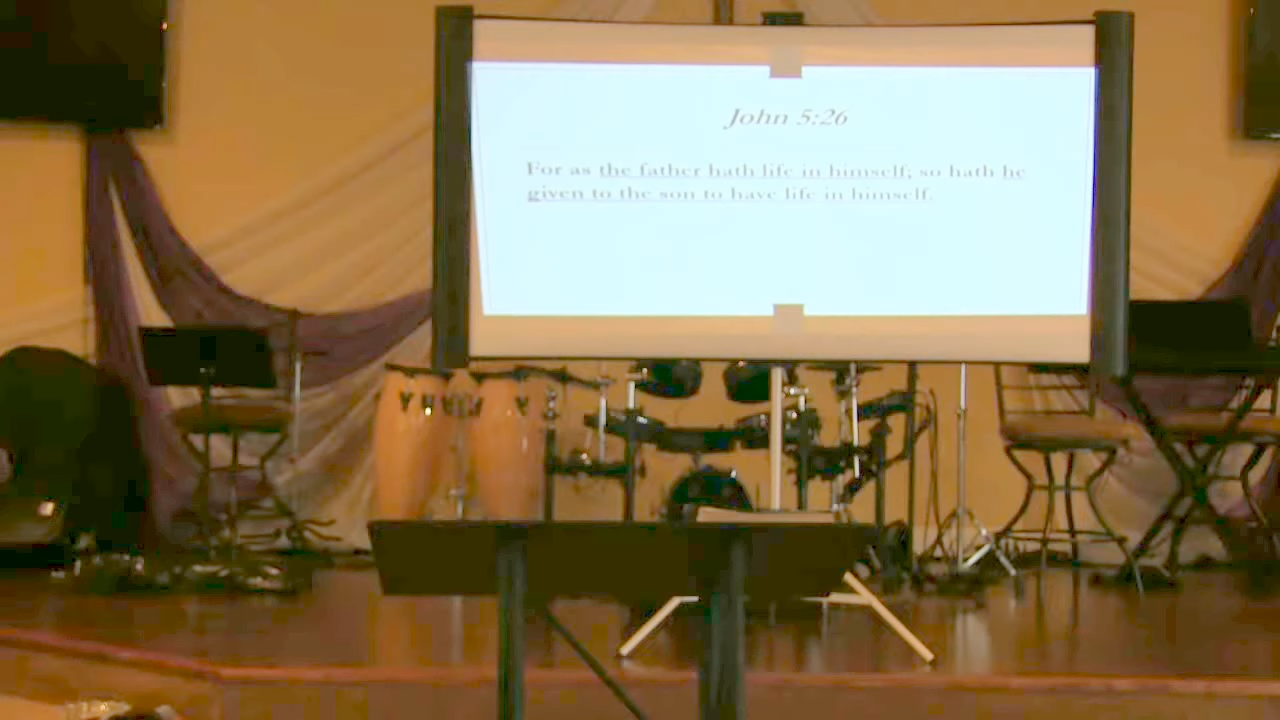 John 5:26
For as the father hath life in himself; so hath he
given to the son to have life in himself.